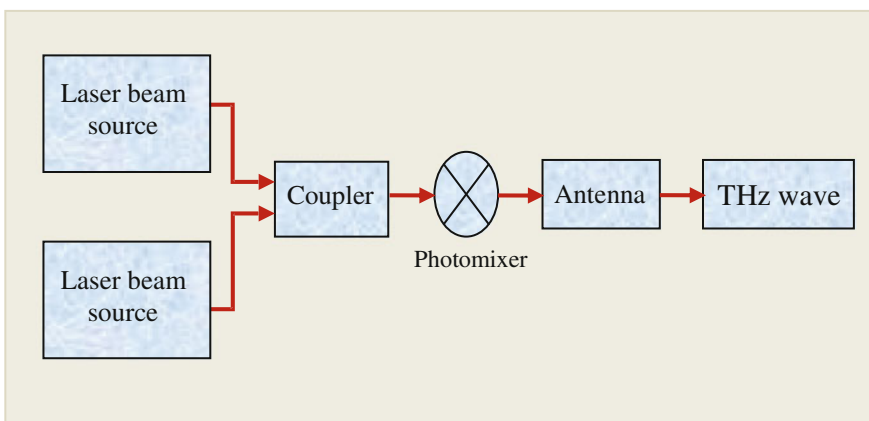 Laser beam
source
Coupler
Antenna
THz wave
Photomixer
Laser beam
source